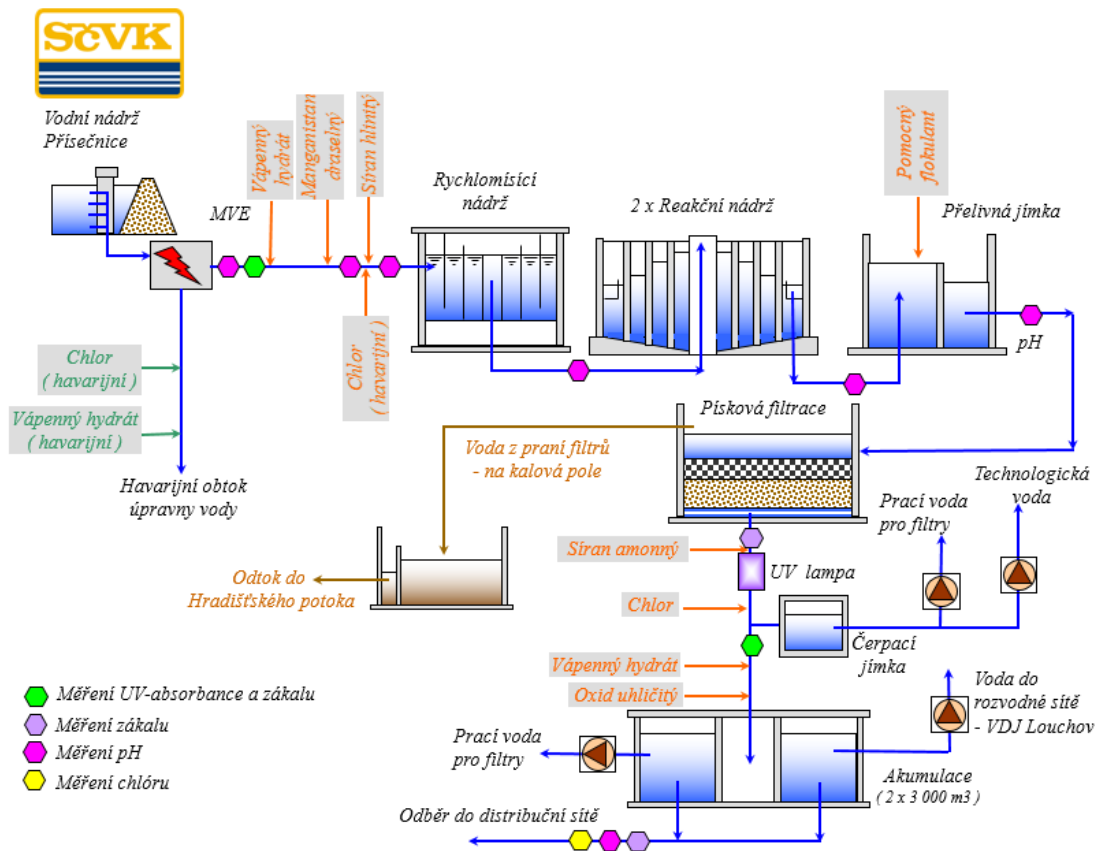 SčVK
Vodní nádrž
Přísečnice
MVE
Vápenný
hydrát
Manganistan
draselný
Síran hlinitý
Chlor
( havarijní )
Rychlomísící
nádrž
2 x Reakční nádrž
Pomocný
flokulant
Přelivná jímka
pH
Chlor
( havarijní )
Vápenný hydrát
( havarijní )
Havarijní obtok
úpravny vody
Písková filtrace
Voda z praní filtrů
- na kalová pole
Odtok do
Hradišťského potoka
Síran amonný
UV lampa
Chlor
Vápenný hydrát
Oxid uhličitý
Čerpací
jímka
Prací voda
pro filtry
Technologická
voda
Voda do
rozvodné sítě
- VDJ Louchov
Prací voda
pro filtry
Akumulace
( 2 x 3 000 m3 )
Odběr do distribuční sítě
Měření UV-absorbance a zákalu
Měření zákalu
Měření pH
Měření chlóru